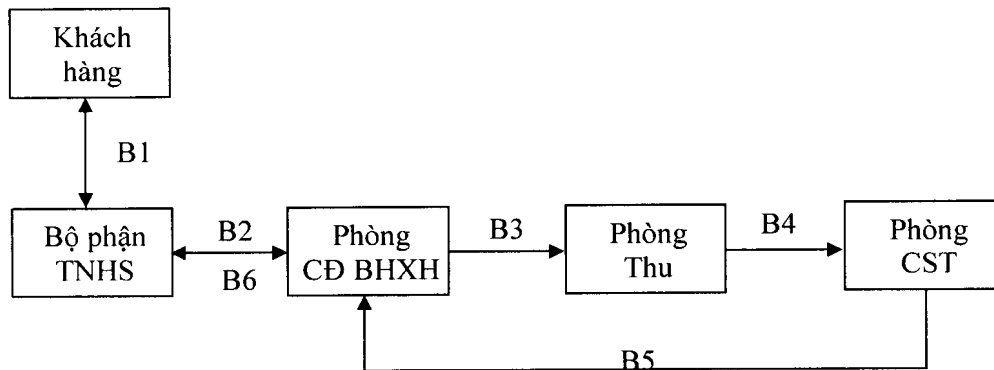 Khách
hàng
B1
Bộ phận
TNHS
B2
B6
Phòng
CĐ BHXH
B3
Phòng
Thu
B4
Phòng
CST
B5